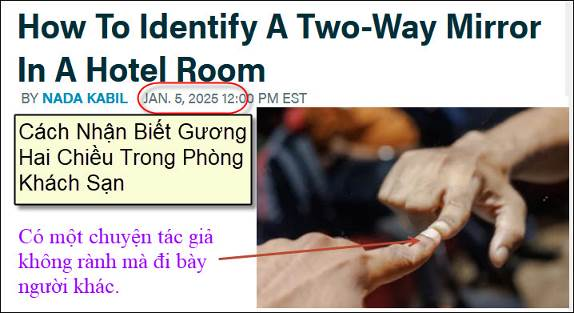 How To Identify A Two-Way Mirror
In A Hotel Room
BY NADA KABIL JAN. 5, 2025 12:00 PM EST
Cách Nhận Biết Gương
Hai Chiều Trong Phòng
Khách Sạn
Có một chuyện tác giả
không rành mà đi bày
người khác.